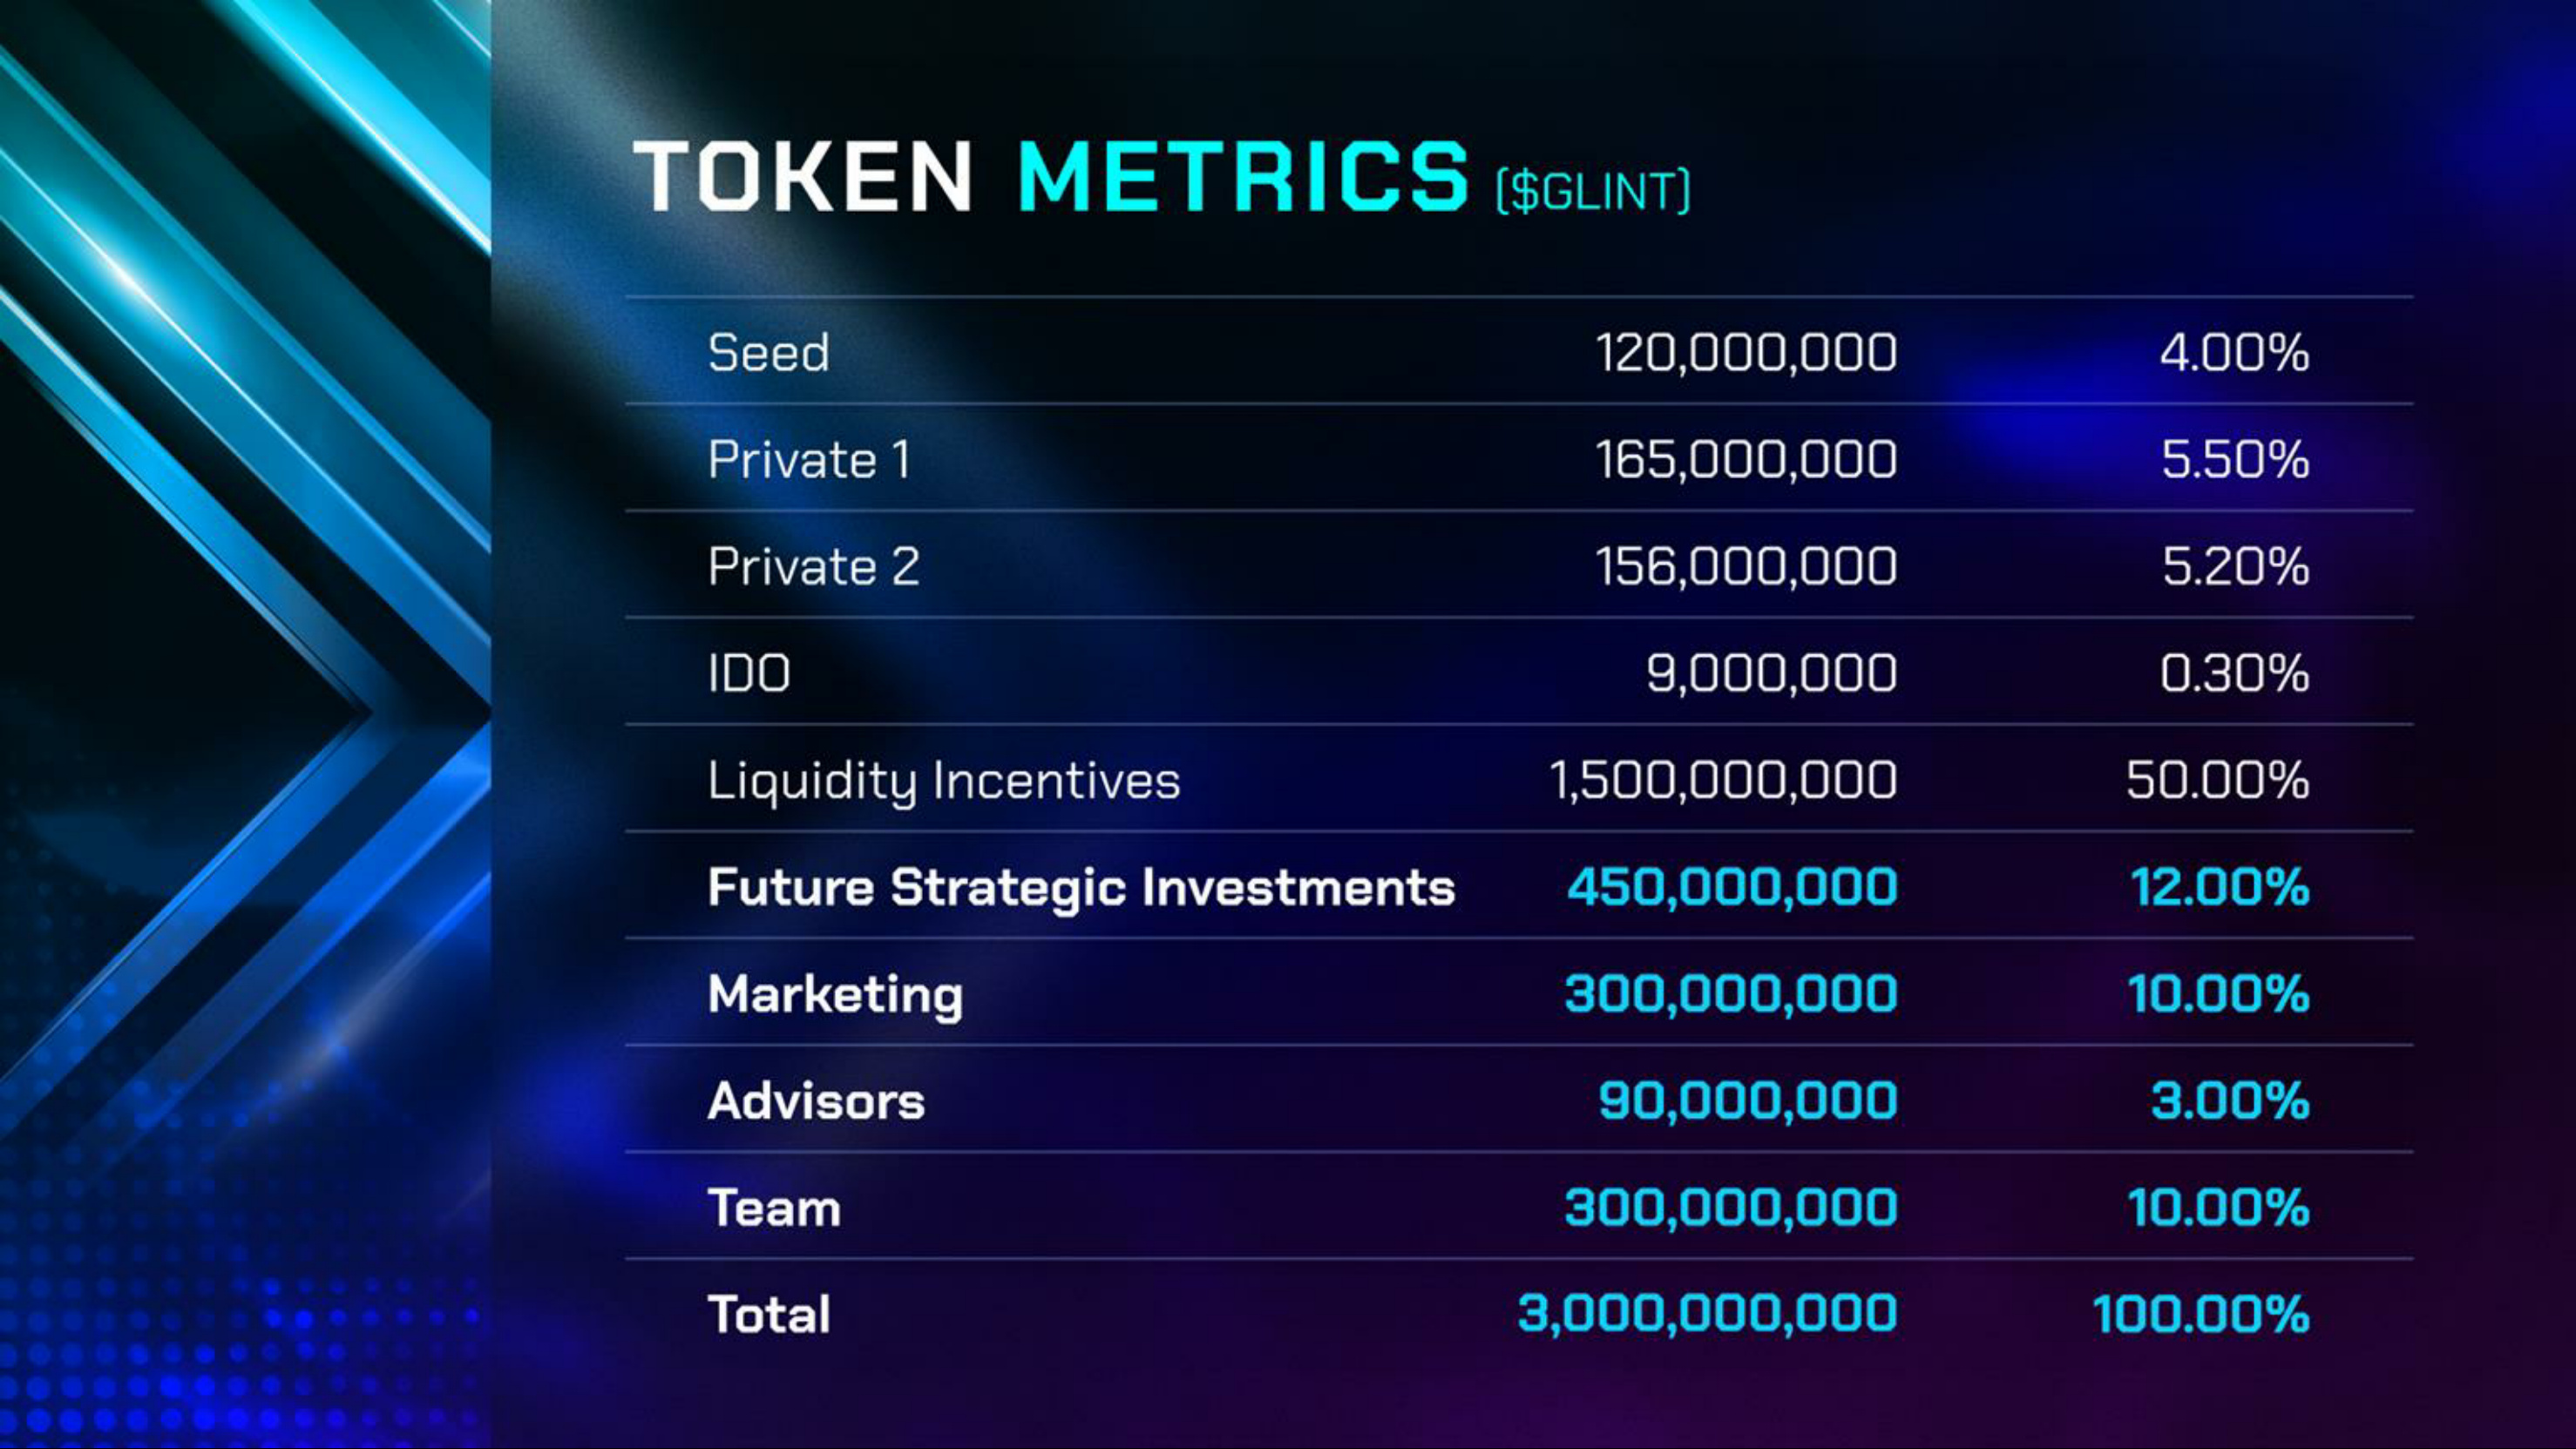 TOKEN METRICS ($GLINT)
Seed 120,000,000 4.00%
Private 1 165,000,000 5.50%
Private 2 156,000,000 5.20%
IDO 9,000,000 0.30%
Liquidity Incentives 1,500,000,000 50.00%
Future Strategic Investments 450,000,000 12.00%
Marketing 300,000,000 10.00%
Advisors 90,000,000 3.00%
Team 300,000,000 10.00%
Total 3,000,000,000 100.00%